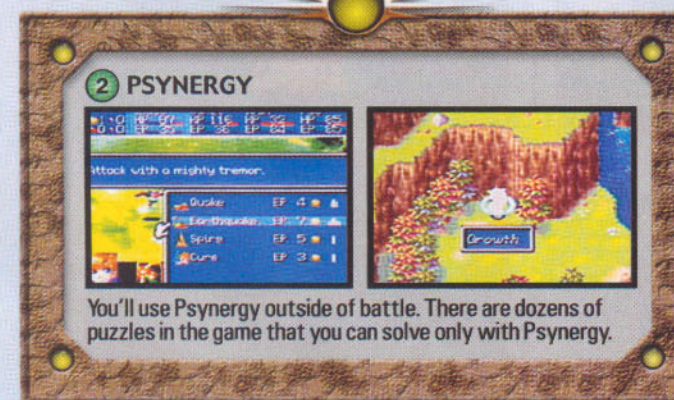 2 PSYNERGY
HP 116
Attack with a mighty tremor.
Quake EP 4
Earthquake EP 7
Spire EP 5
Cure EP 3
Growth
You'll use Psynergy outside of battle. There are dozens of
puzzles in the game that you can solve only with Psynergy.